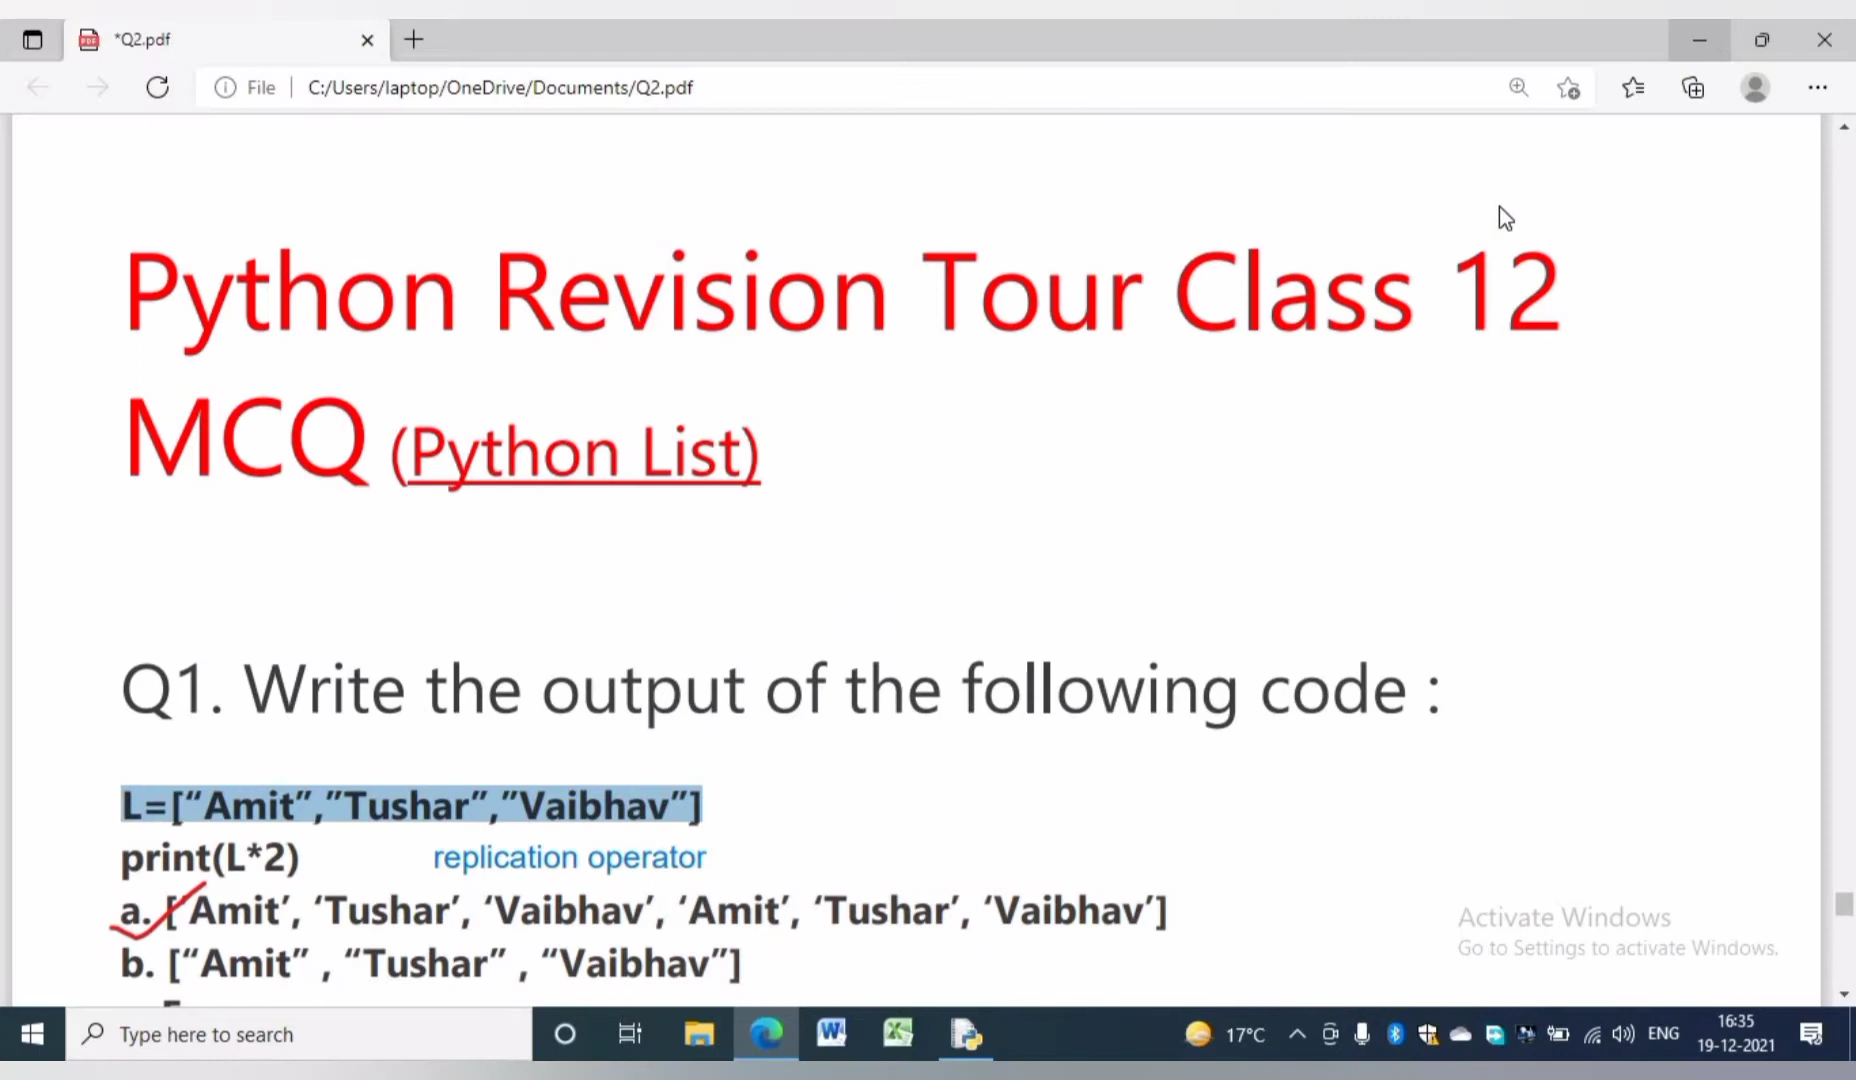 *Q2.pdf
File
C:/Users/laptop/OneDrive/Documents/Q2.pdf
Python Revision Tour Class 12
MCQ (Python List)
Q1. Write the output of the following code :
L=[“Amit”,”Tushar”,”Vaibhav”]
print(L*2) replication operator
a. [‘Amit’, ‘Tushar’, ‘Vaibhav’, ‘Amit’, ‘Tushar’, ‘Vaibhav’]
b. [“Amit” , “Tushar” , “Vaibhav”]
Activate Windows
Go to Settings to activate Windows.
Type here to search
17°C
ENG
16:35
19-12-2021